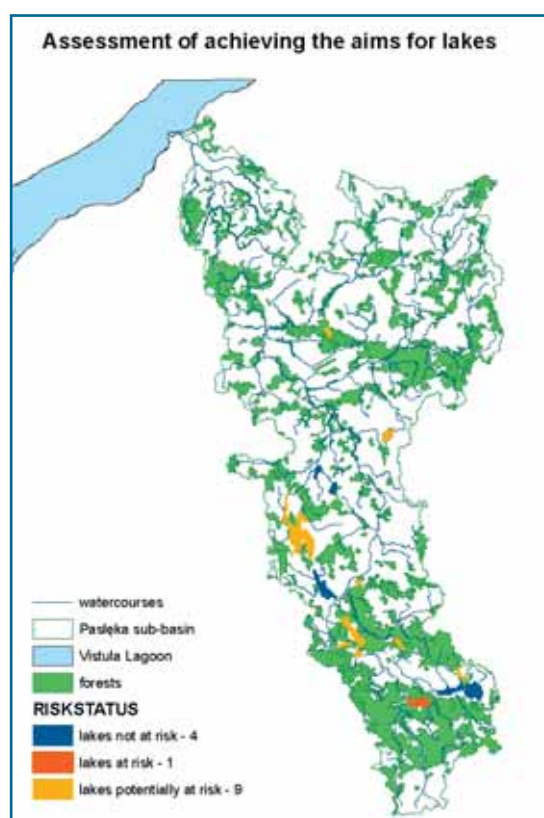 Assessment of achieving the aims for lakes
watercourses
Pasłęka sub-basin
Vistula Lagoon
forests
RISKSTATUS
lakes not at risk - 4
lakes at risk - 1
lakes potentially at risk - 9